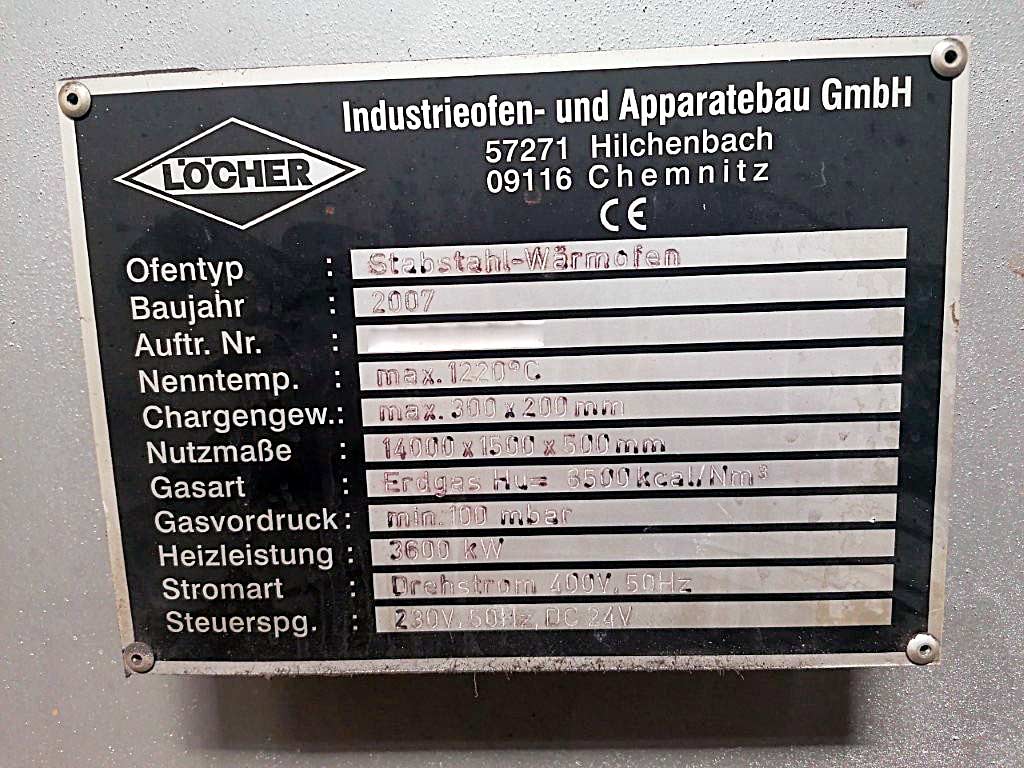 LÖCHER
Industrieofen- und Apparatebau GmbH
57271 Hilchenbach
09116 Chemnitz
CE
Ofentyp : Stabstahl-Wärmofen
Baujahr : 2007
Auftr. Nr. :
Nenntemp. : max. 1220°C
Chargengew.: max. 300 x 200 mm
Nutzmaße : 14000 x 1500 x 500 mm
Gasart : Erdgas Hu= 8500 kcal/Nm³
Gasvordruck : min. 100 mbar
Heizleistung : 3600 kW
Stromart : Drehstrom 400V, 50Hz
Steuerspg. : 230V, 50Hz, DC 24V